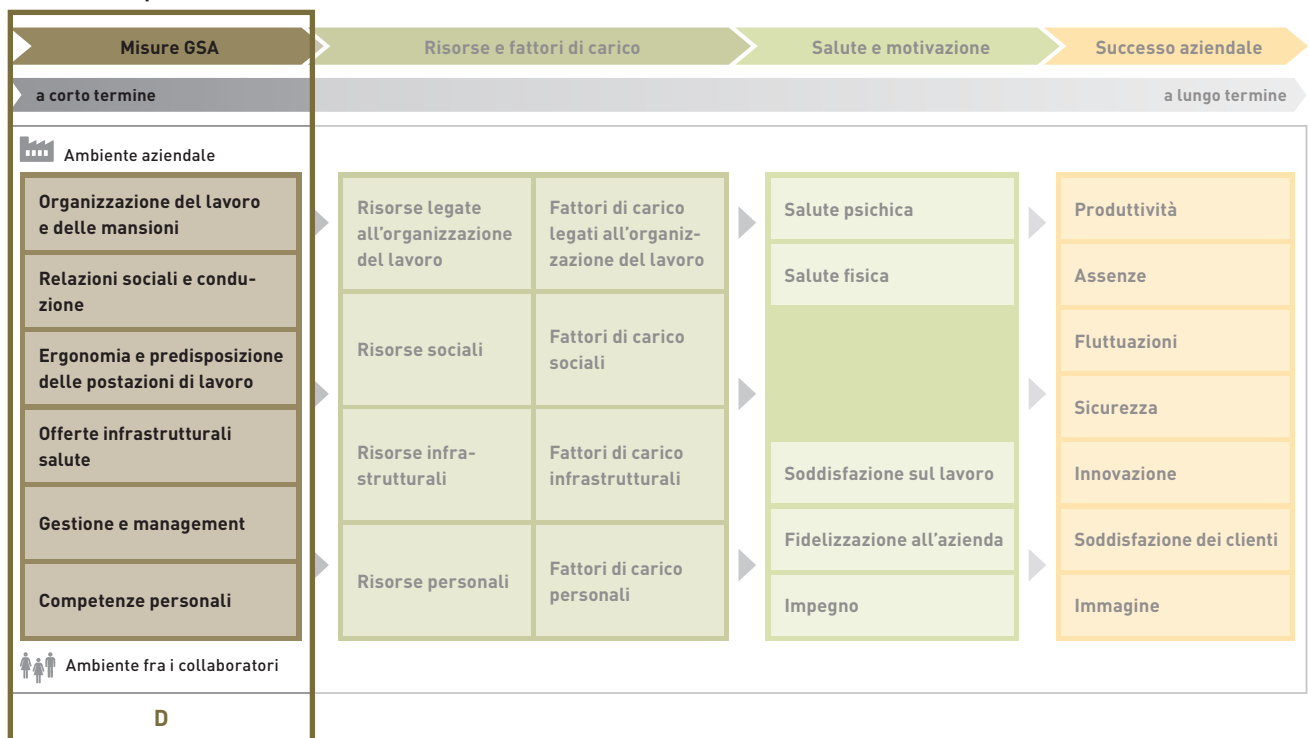 Misure GSA
Risorse e fattori di carico
Salute e motivazione
Successo aziendale
a corto termine
a lungo termine
Ambiente aziendale
Organizzazione del lavoro
e delle mansioni
Relazioni sociali e condu-
zione
Ergonomia e predisposizione
delle postazioni di lavoro
Offerte infrastrutturali
salute
Gestione e management
Competenze personali
Risorse legate
all'organizzazione
del lavoro
Fattori di carico
legati all'organiz-
zazione del lavoro
Risorse sociali
Fattori di carico
sociali
Risorse infra-
strutturali
Fattori di carico
infrastrutturali
Risorse personali
Fattori di carico
personali
Salute psichica
Salute fisica
Soddisfazione sul lavoro
Fidelizzazione all'azienda
Impegno
Produttività
Assenze
Fluttuazioni
Sicurezza
Innovazione
Soddisfazione dei clienti
Immagine
Ambiente fra i collaboratori
D